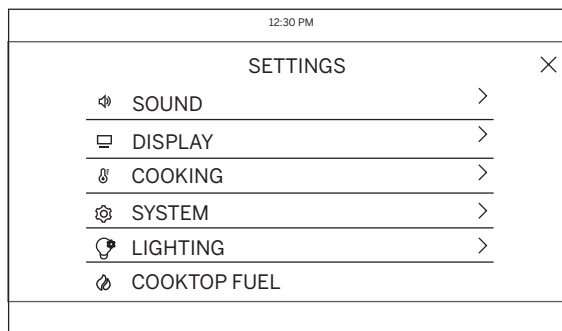 12:30 PM
SETTINGS
SOUND
DISPLAY
COOKING
SYSTEM
LIGHTING
COOKTOP FUEL